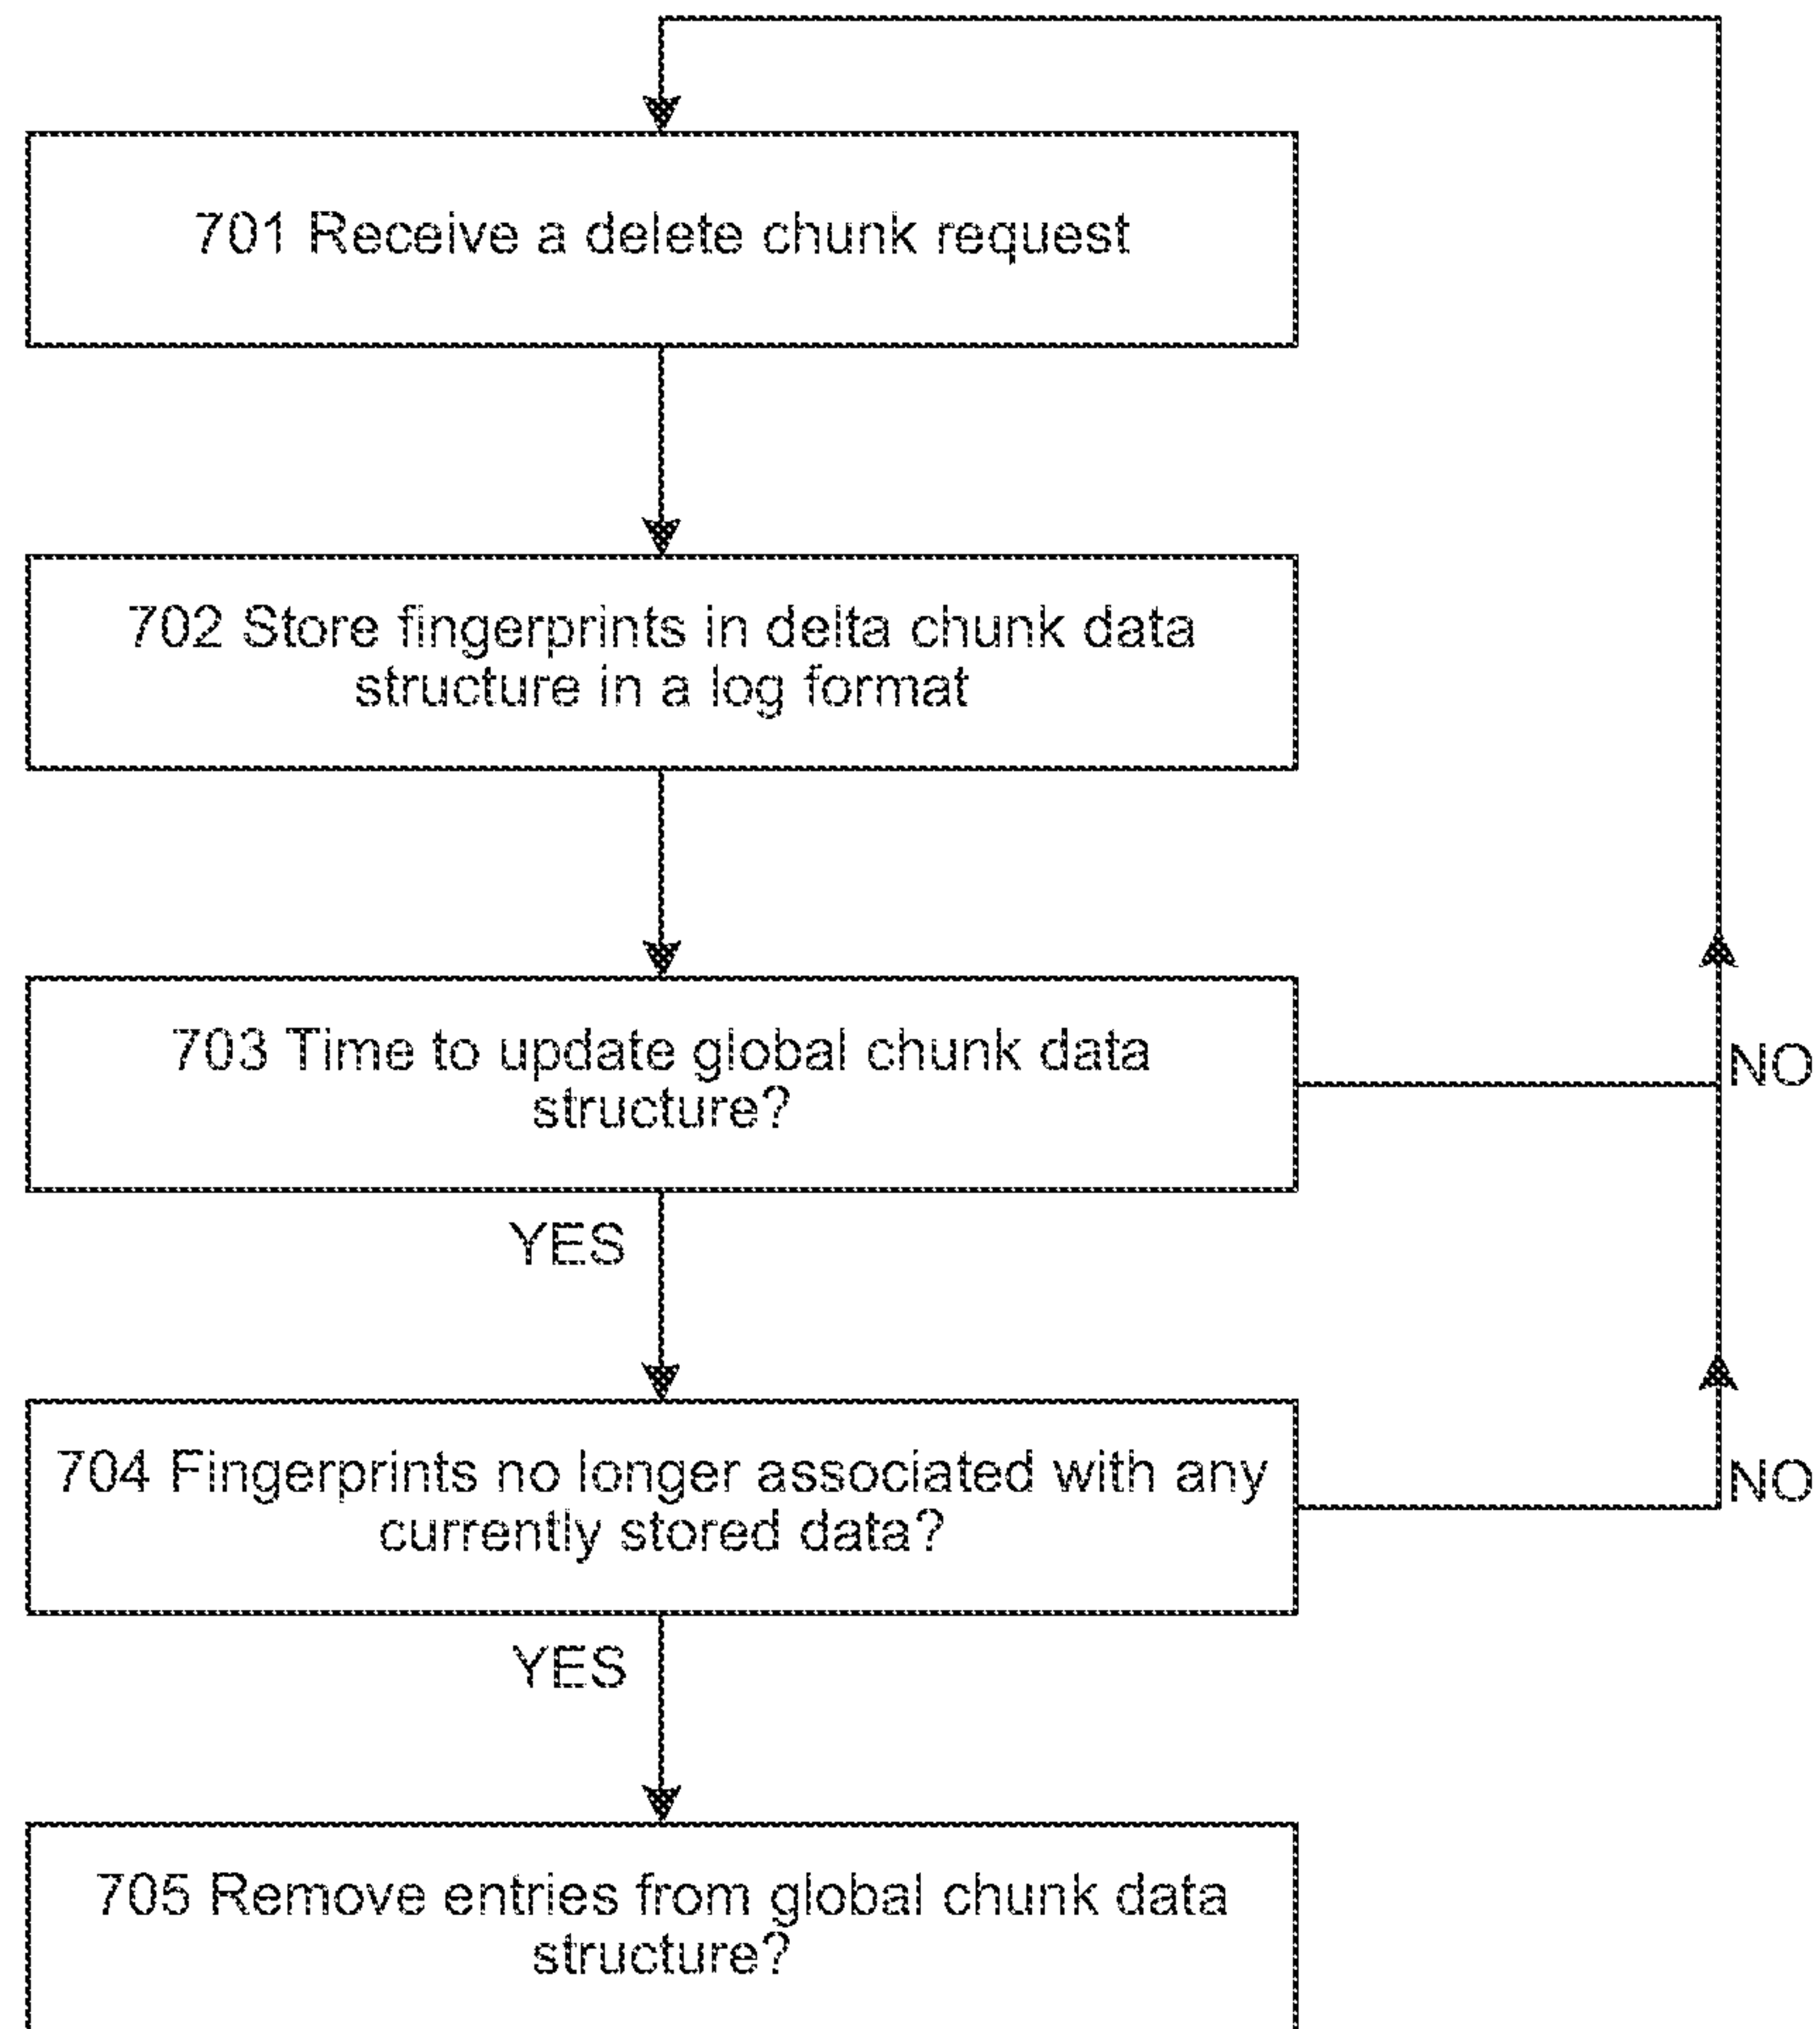 701 Receive a delete chunk request
702 Store fingerprints in delta chunk data
structure in a log format
703 Time to update global chunk data
structure?
NO
YES
704 Fingerprints no longer associated with any
currently stored data?
NO
YES
705 Remove entries from global chunk data
structure?